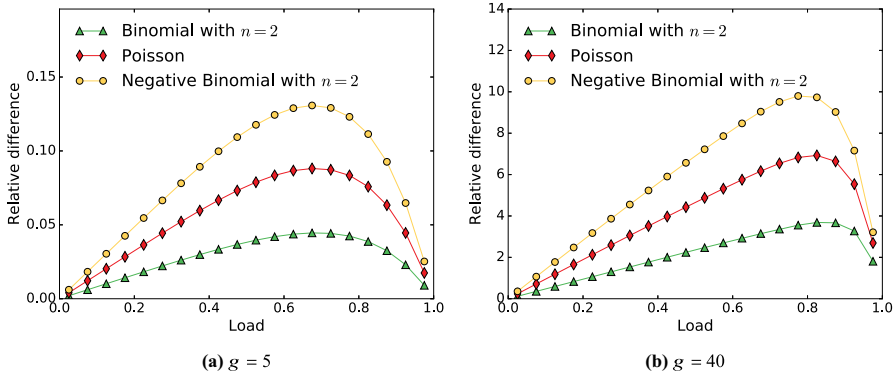 Binomial with n = 2
Poisson
Negative Binomial with n = 2
Relative difference
0.15
0.10
0.05
0.00
0.0 0.2 0.4 0.6 0.8 1.0
Load
(a) g = 5
Binomial with n = 2
Poisson
Negative Binomial with n = 2
Relative difference
14
12
10
8
6
4
2
0
0.0 0.2 0.4 0.6 0.8 1.0
Load
(b) g = 40